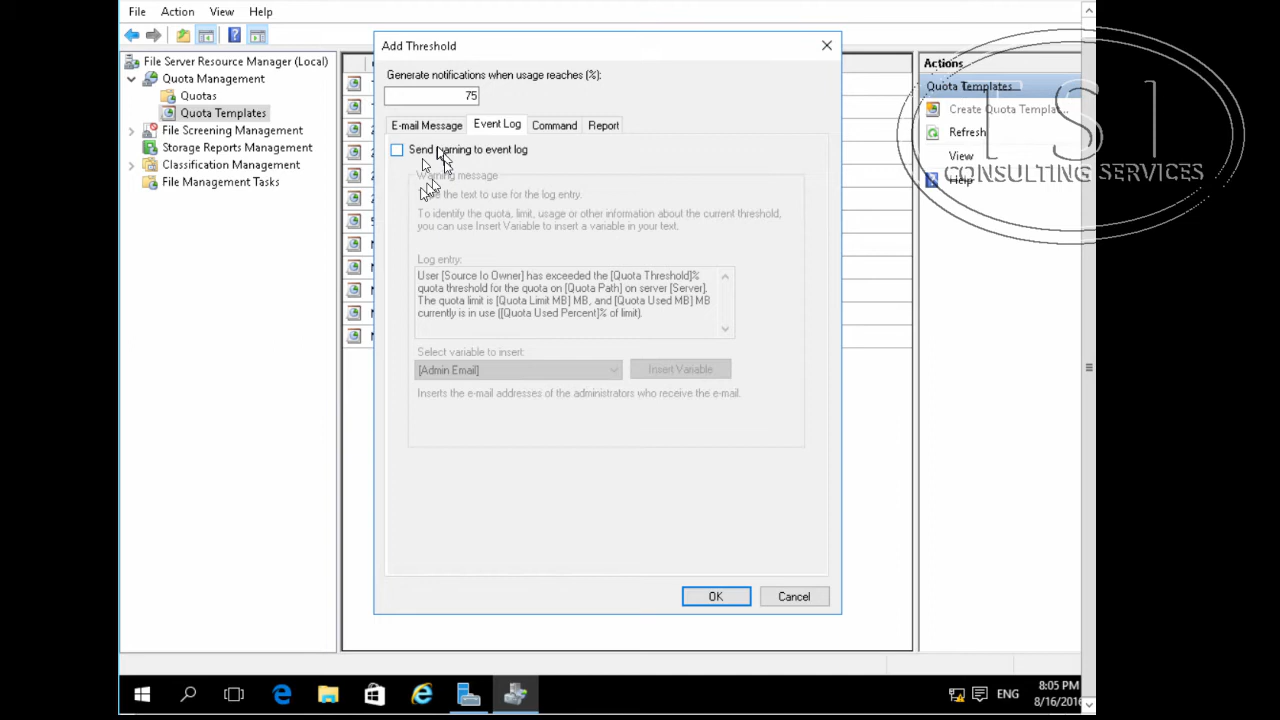 File Action View Help
File Server Resource Manager (Local)
Quota Management
Quotas
Quota Templates
File Screening Management
Storage Reports Management
Classification Management
File Management Tasks
Add Threshold
Generate notifications when usage reaches (%):
75
E-mail Message Event Log Command Report
Send warning to event log
Warning message
the text to use for the log entry.
To identify the quota, limit, usage or other information about the current threshold,
you can use Insert Variable to insert a variable in your text.
Log entry:
User [Source Io Owner] has exceeded the [Quota Threshold]%
quota threshold for the quota on [Quota Path] on server [Server].
The quota limit is [Quota Limit MB] MB, and [Quota Used MB] MB
currently is in use ([Quota Used Percent]% of limit).
Select variable to insert:
[Admin Email]
Insert Variable
Inserts the e-mail addresses of the administrators who receive the e-mail.
OK Cancel
Actions
Quota Templates
Create Quota Templat...
Refresh
View
Help
TSI
CONSULTING SERVICES
ENG
8:05 PM
8/16/201